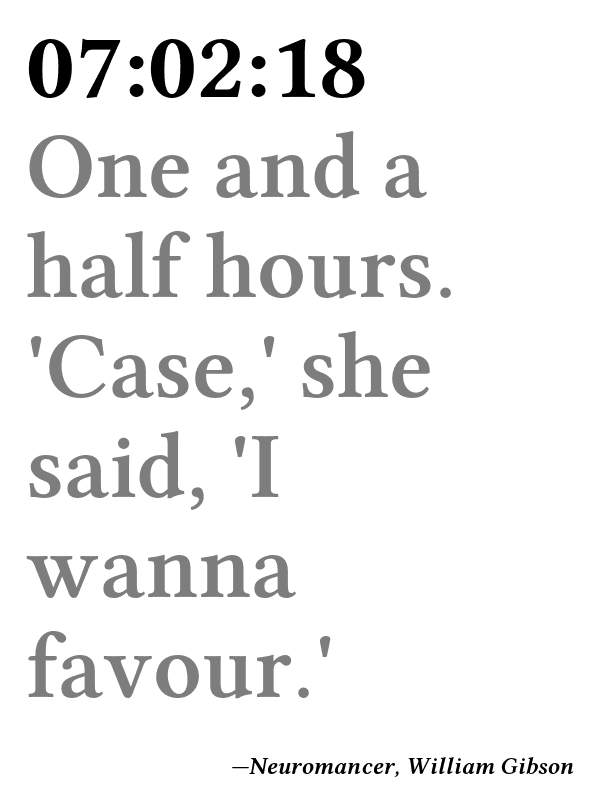 07:02:18
One and a
half hours.
'Case,' she
said, 'I
wanna
favour.'
—Neuromancer, William Gibson